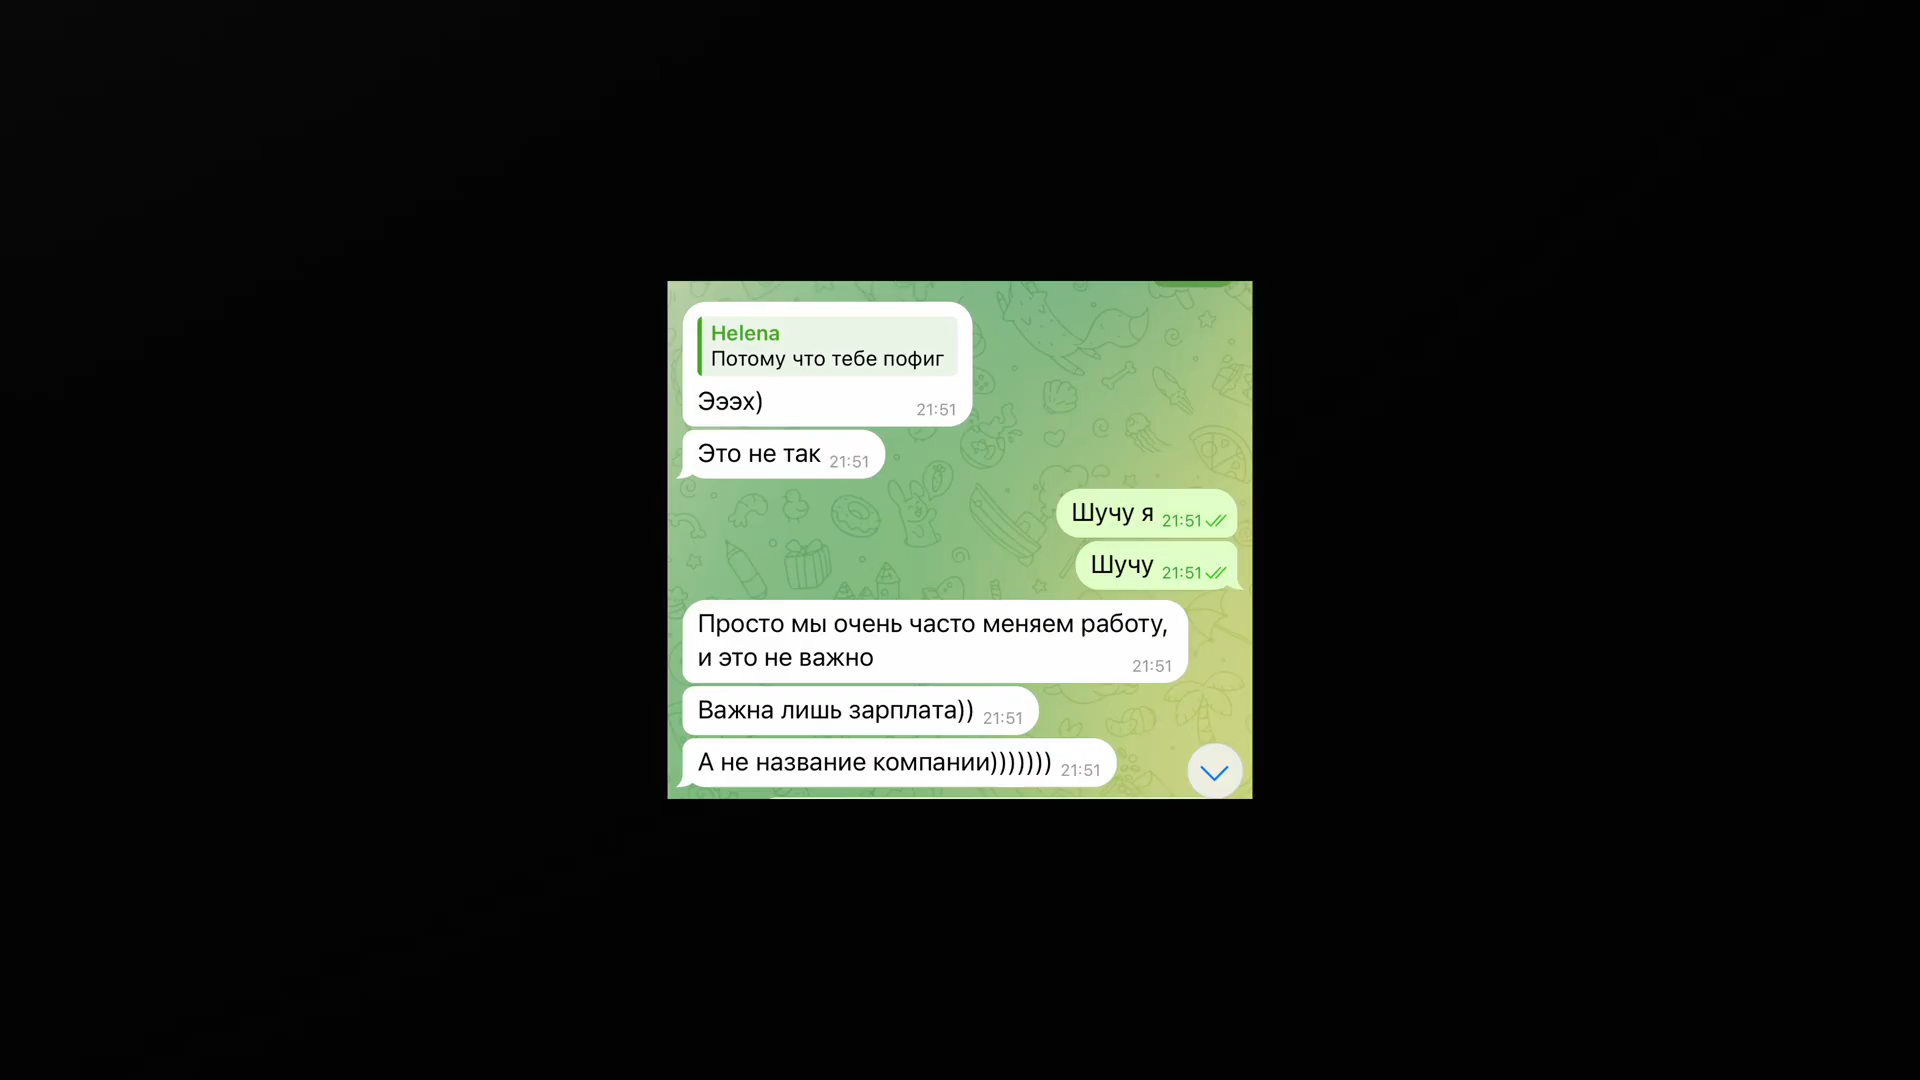 Helena
Потому что тебе пофиг
Эээх)
21:51
Это не так 21:51
Шучу я 21:51
Шучу 21:51
Просто мы очень часто меняем работу,
и это не важно
21:51
Важна лишь зарплата)) 21:51
А не название компании))))))) 21:51